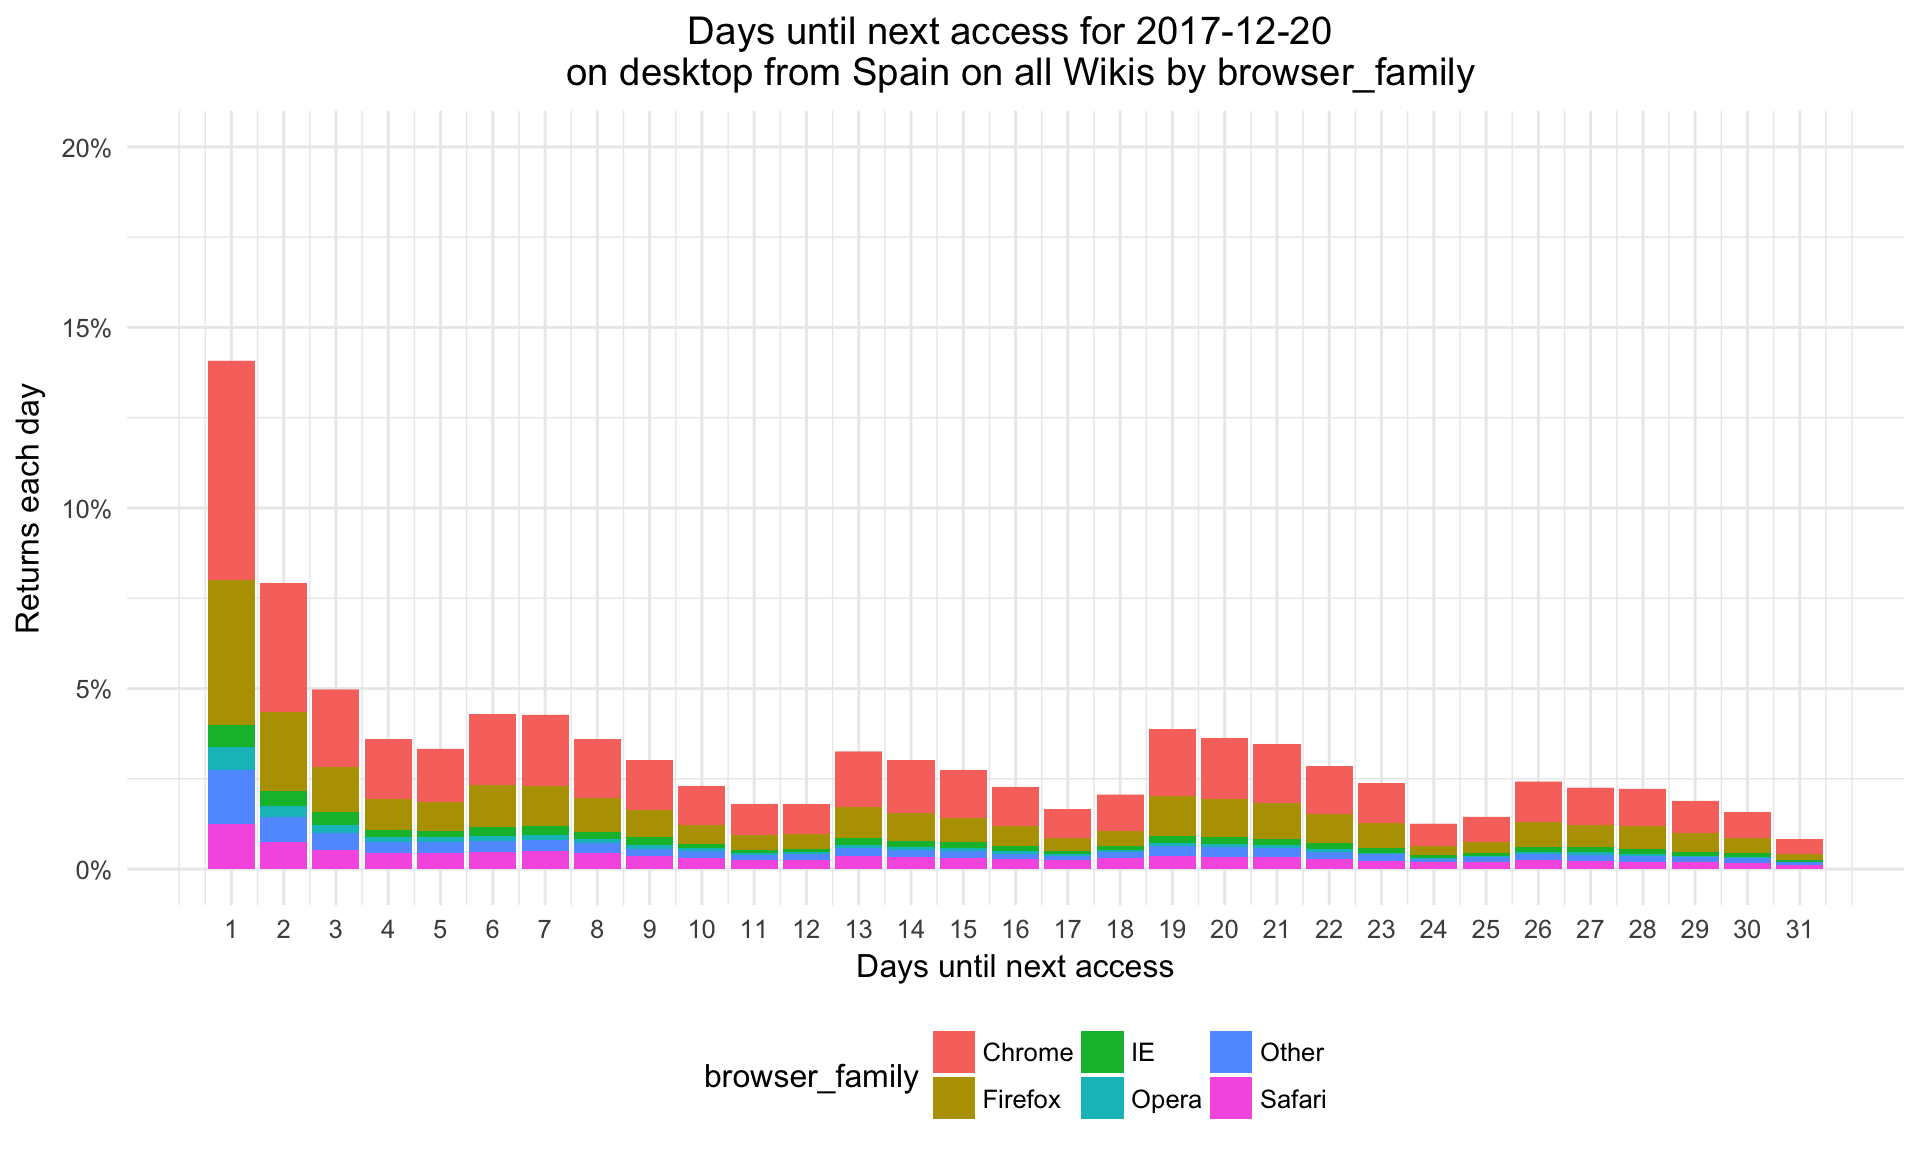 Days until next access for 2017-12-20
on desktop from Spain on all Wikis by browser_family
Returns each day
20%
15%
10%
5%
0%
1 2 3 4 5 6 7 8 9 10 11 12 13 14 15 16 17 18 19 20 21 22 23 24 25 26 27 28 29 30 31
Days until next access
browser_family
Chrome IE Other
Firefox Opera Safari